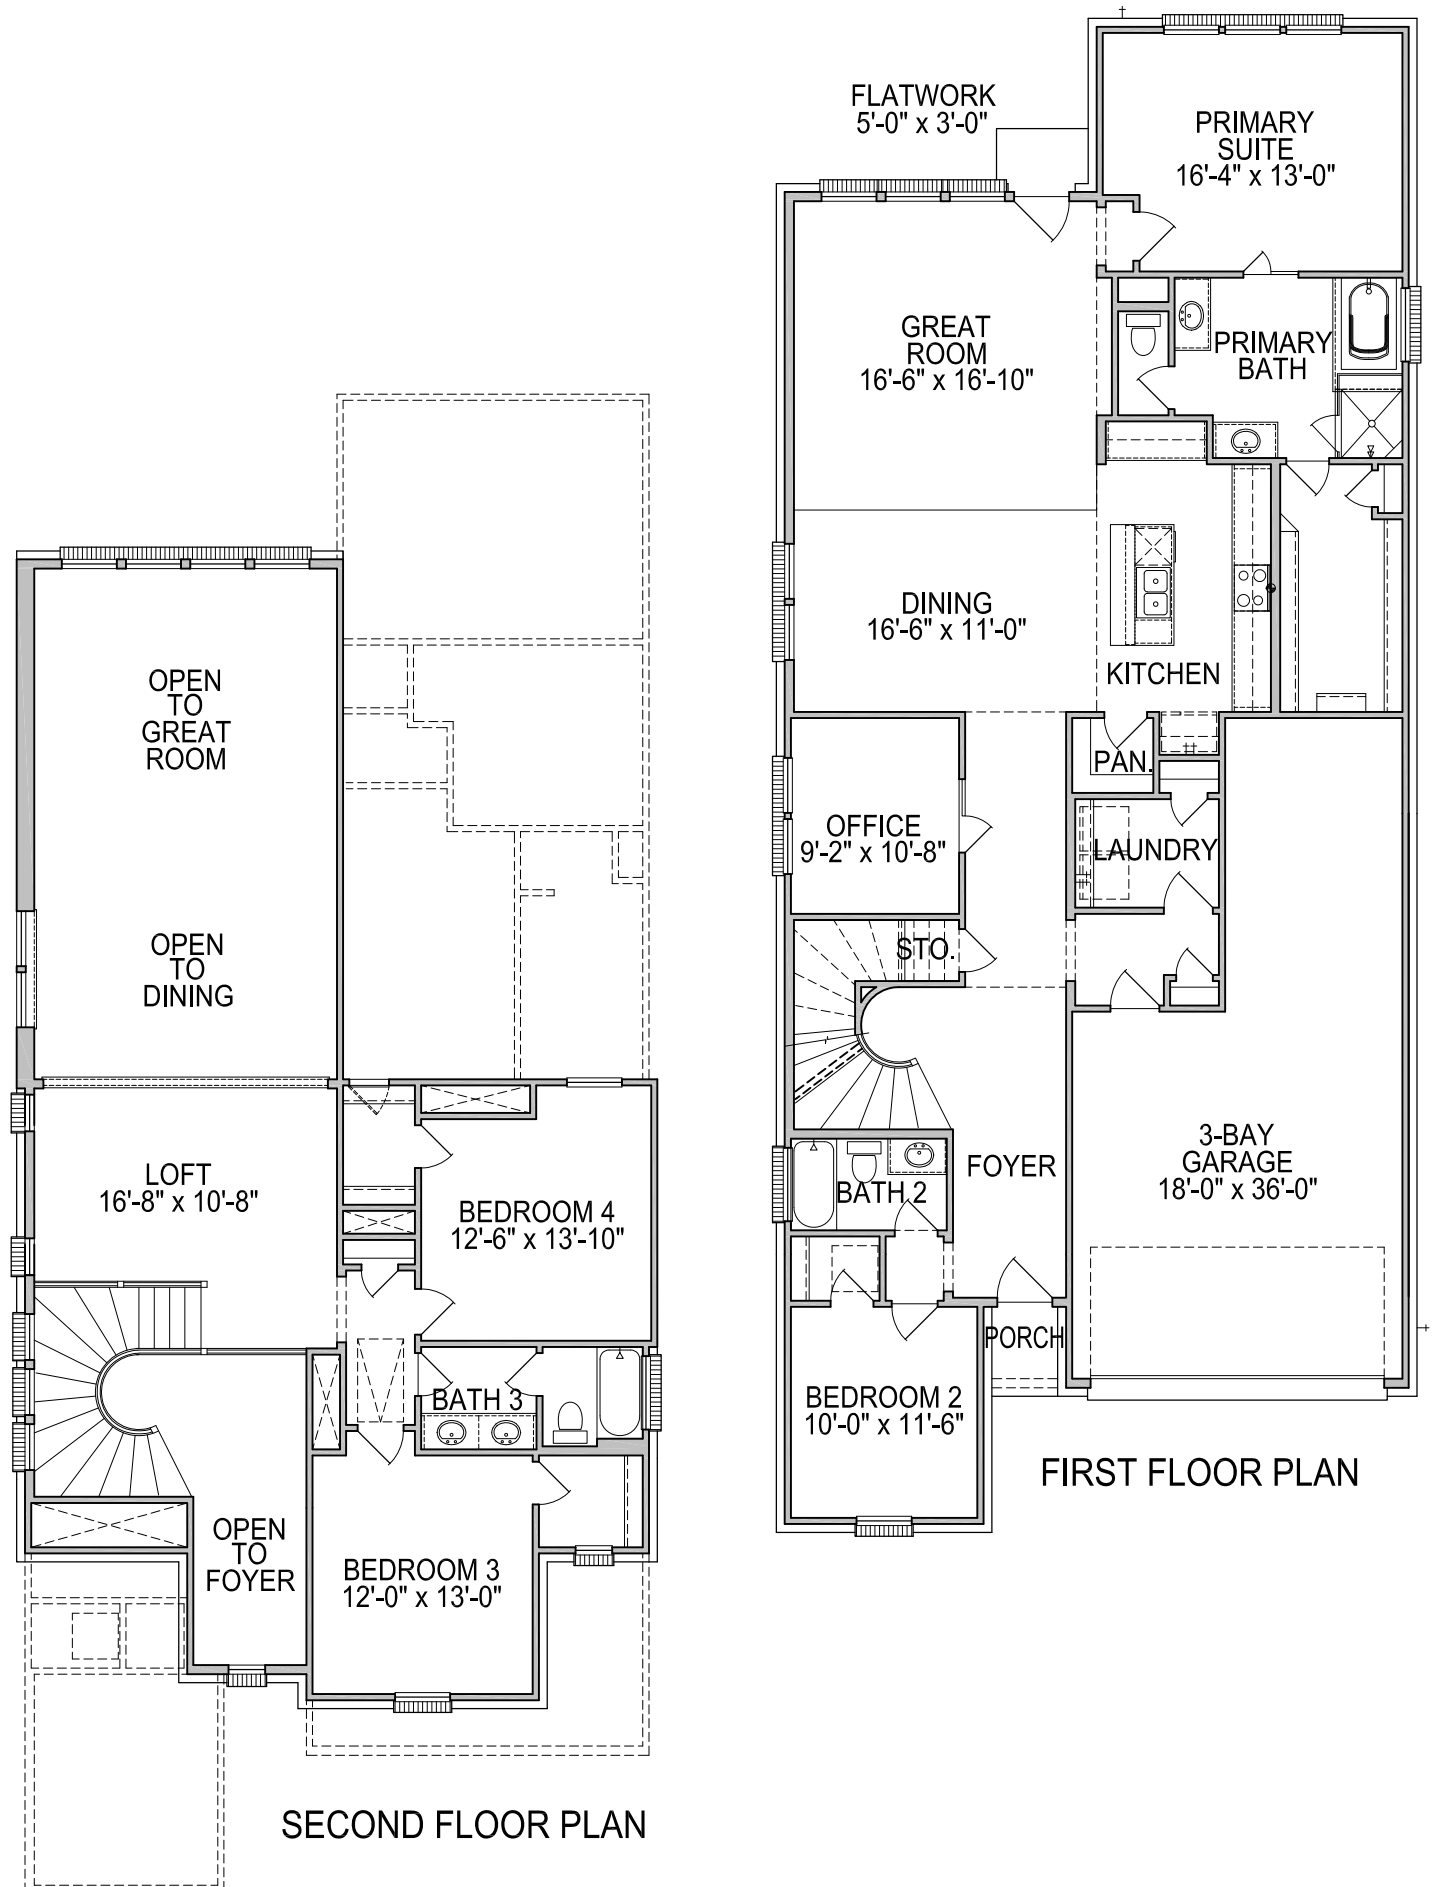 FLATWORK
5'-0" x 3'-0"
PRIMARY
SUITE
16'-4" x 13'-0"
GREAT
ROOM
16'-6" x 16'-10"
PRIMARY
BATH
DINING
16'-6" x 11'-0"
KITCHEN
PAN.
OFFICE
9'-2" x 10'-8"
LAUNDRY
STO.
FOYER
3-BAY
GARAGE
18'-0" x 36'-0"
BATH 2
PORCH
BEDROOM 2
10'-0" x 11'-6"
FIRST FLOOR PLAN
OPEN
TO
GREAT
ROOM
OPEN
TO
DINING
LOFT
16'-8" x 10'-8"
BEDROOM 4
12'-6" x 13'-10"
BATH 3
OPEN
TO
FOYER
BEDROOM 3
12'-0" x 13'-0"
SECOND FLOOR PLAN